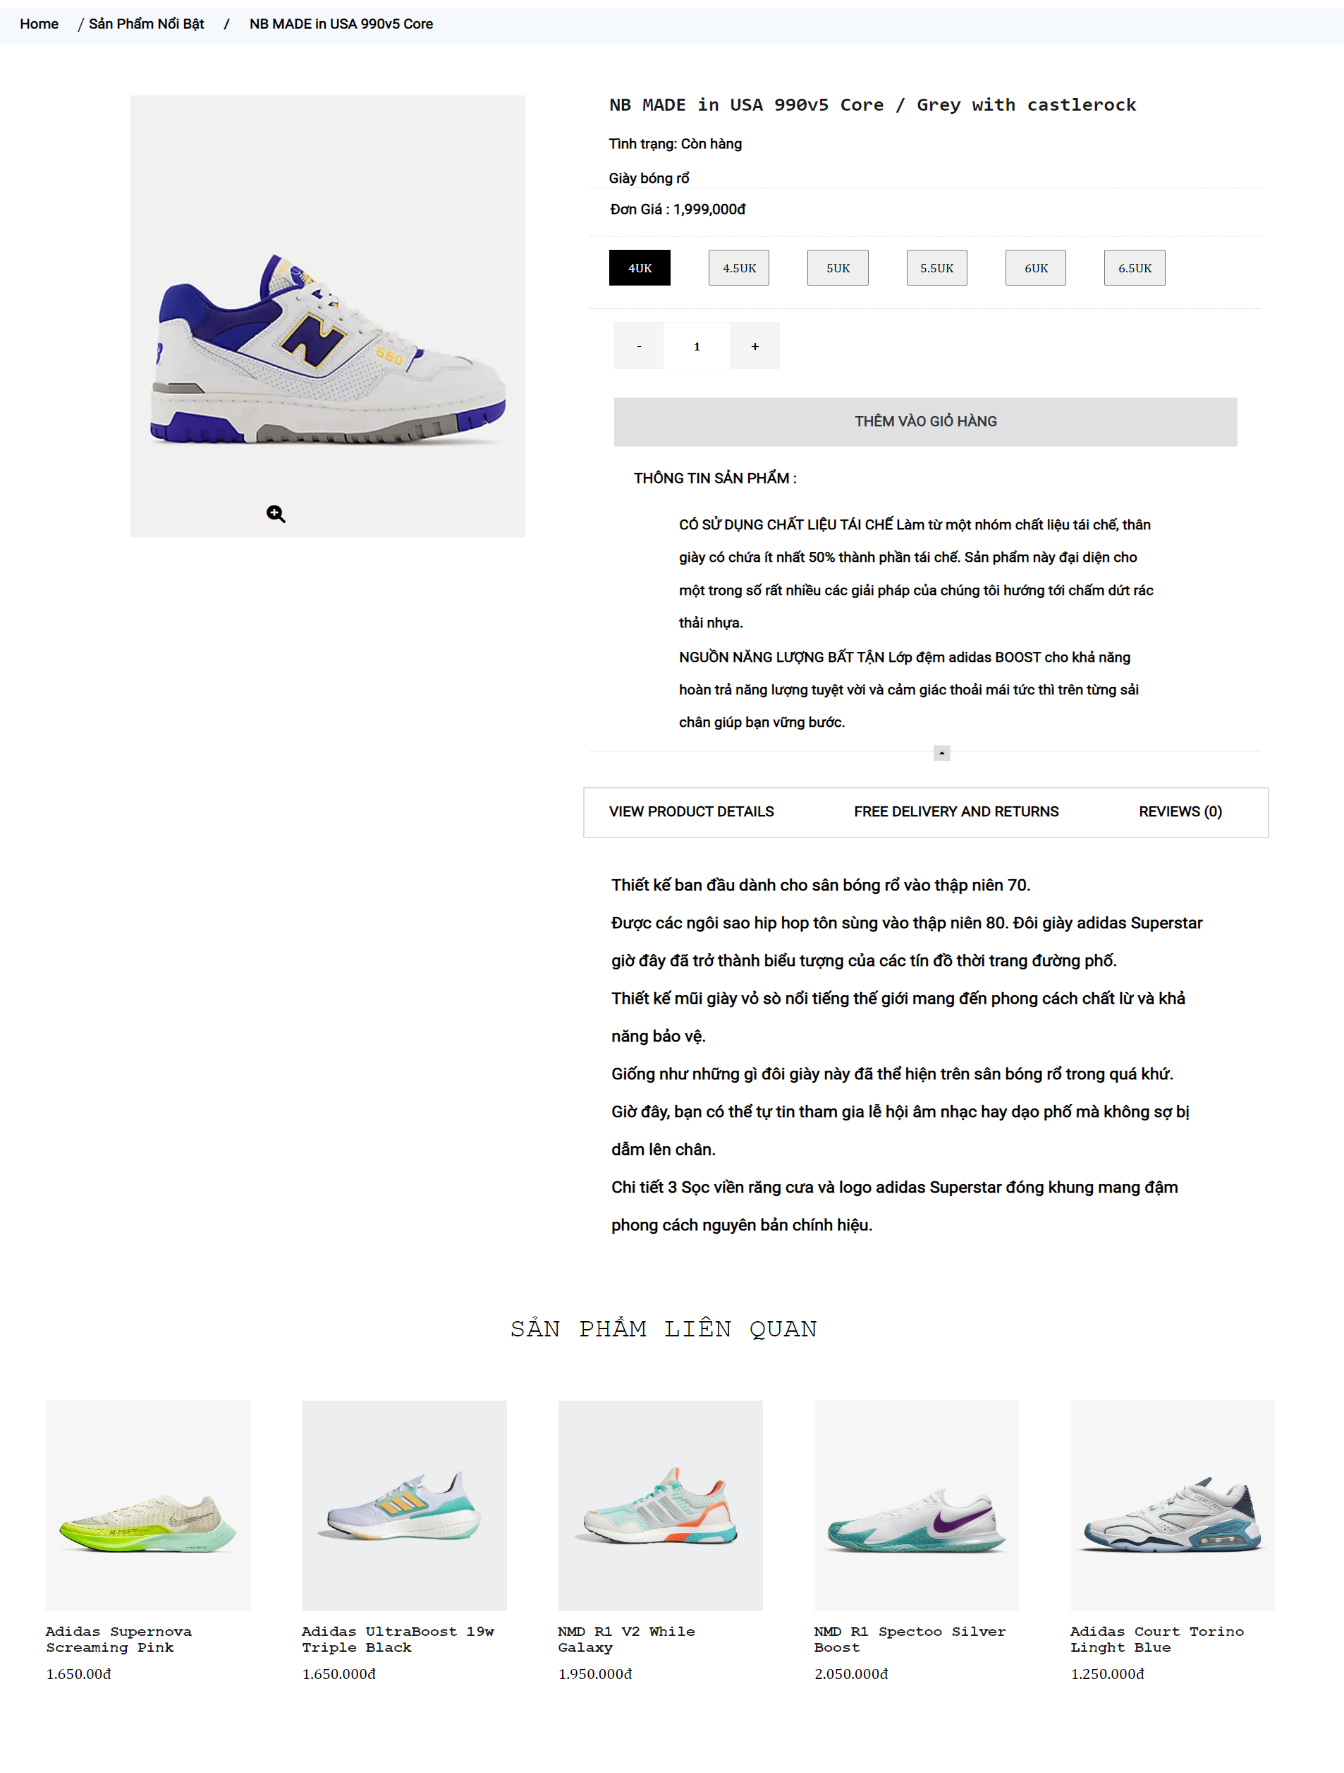 Home / Sản Phẩm Nổi Bật / NB MADE in USA 990v5 Core
NB MADE in USA 990v5 Core / Grey with castlerock
Tình trạng: Còn hàng
Giày bóng rổ
Đơn Giá : 1,999,000đ
4UK 4.5UK 5UK 5.5UK 6UK 6.5UK
- 1 +
THÊM VÀO GIỎ HÀNG
THÔNG TIN SẢN PHẨM :
CÓ SỬ DỤNG CHẤT LIỆU TÁI CHẾ Làm từ một nhóm chất liệu tái chế, thân
giày có chứa ít nhất 50% thành phần tái chế. Sản phẩm này đại diện cho
một trong số rất nhiều các giải pháp của chúng tôi hướng tới chấm dứt rác
thải nhựa.
NGUỒN NĂNG LƯỢNG BẤT TẬN Lớp đệm adidas BOOST cho khả năng
hoàn trả năng lượng tuyệt vời và cảm giác thoải mái tức thì trên từng sải
chân giúp bạn vững bước.
VIEW PRODUCT DETAILS FREE DELIVERY AND RETURNS REVIEWS (0)
Thiết kế ban đầu dành cho sân bóng rổ vào thập niên 70.
Được các ngôi sao hip hop tôn sùng vào thập niên 80. Đôi giày adidas Superstar
giờ đây đã trở thành biểu tượng của các tín đồ thời trang đường phố.
Thiết kế mũi giày vỏ sò nổi tiếng thế giới mang đến phong cách chất lừ và khả
năng bảo vệ.
Giống như những gì đôi giày này đã thể hiện trên sân bóng rổ trong quá khứ.
Giờ đây, bạn có thể tự tin tham gia lễ hội âm nhạc hay dạo phố mà không sợ bị
dẫm lên chân.
Chi tiết 3 Sọc viền răng cưa và logo adidas Superstar đóng khung mang đậm
phong cách nguyên bản chính hiệu.
N
550
SẢN PHẨM LIÊN QUAN
Adidas Supernova
Screaming Pink
1.650.00đ
Adidas UltraBoost 19w
Triple Black
1.650.000đ
NMD R1 V2 While
Galaxy
1.950.000đ
NMD R1 Spectoo Silver
Boost
2.050.000đ
Adidas Court Torino
Linght Blue
1.250.000đ